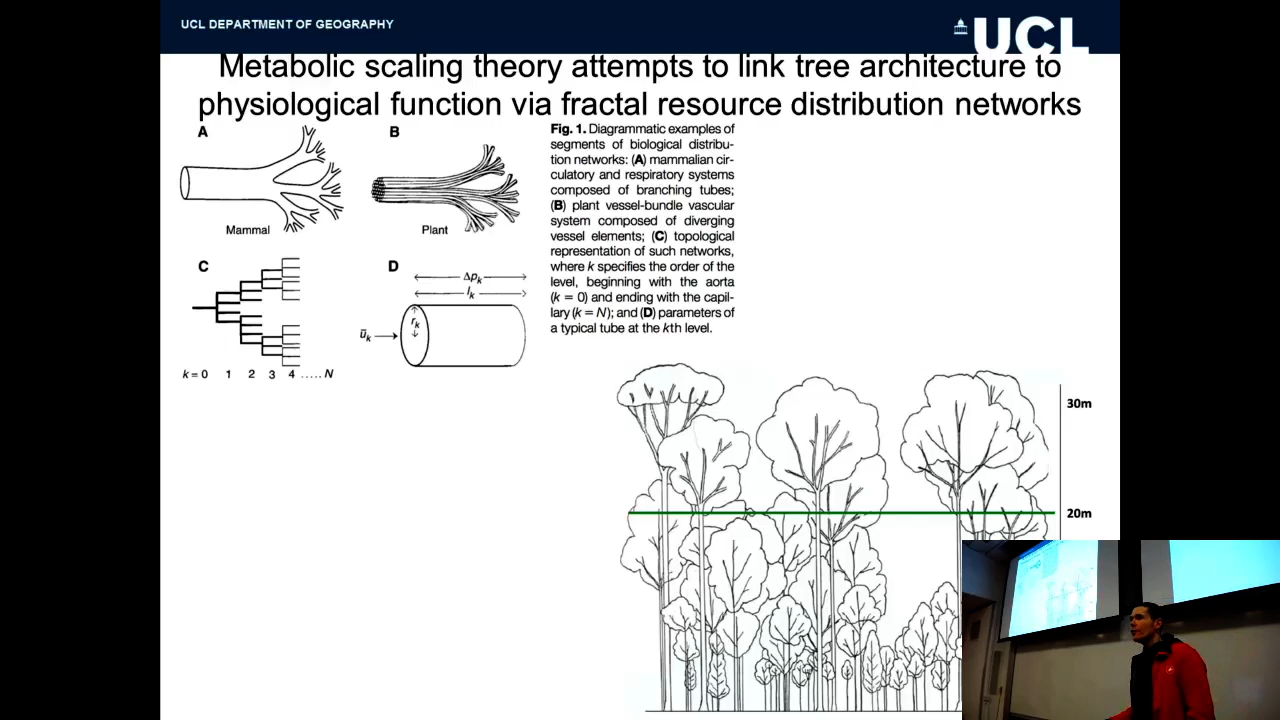 UCL DEPARTMENT OF GEOGRAPHY
UCL
Metabolic scaling theory attempts to link tree architecture to
physiological function via fractal resource distribution networks
A
B
Mammal
Plant
C
D
k = 0 1 2 3 4 ..... N
Δpk
lk
rk
ūk
Fig. 1. Diagrammatic examples of
segments of biological distribu-
tion networks: (A) mammalian cir-
culatory and respiratory systems
composed of branching tubes;
(B) plant vessel-bundle vascular
system composed of diverging
vessel elements; (C) topological
representation of such networks,
where k specifies the order of the
level, beginning with the aorta
(k = 0) and ending with the capil-
lary (k = N); and (D) parameters of
a typical tube at the kth level.
30m
20m